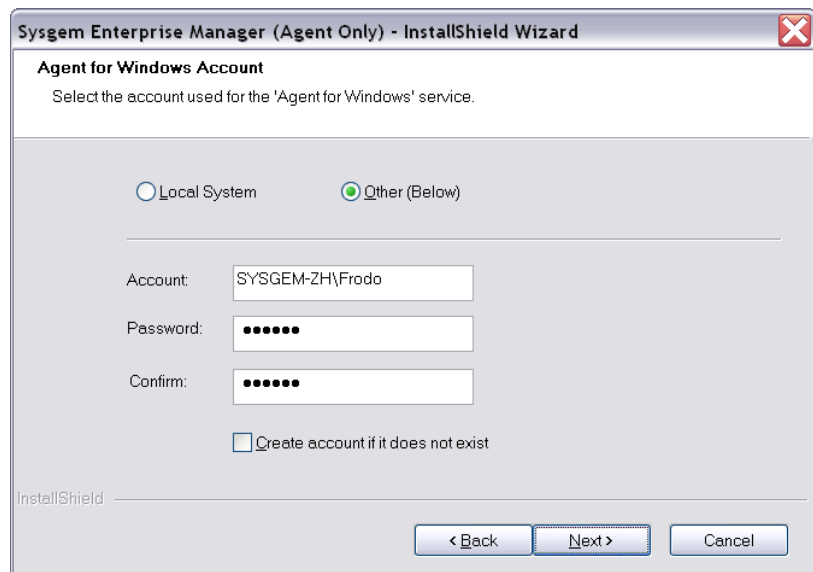 Sysgem Enterprise Manager (Agent Only) - InstallShield Wizard
Agent for Windows Account
Select the account used for the 'Agent for Windows' service.
Local System
Other (Below)
Account: SYSGEM-ZH\Frodo
Password: ••••••
Confirm: ••••••
Create account if it does not exist
InstallShield
< Back
Next >
Cancel